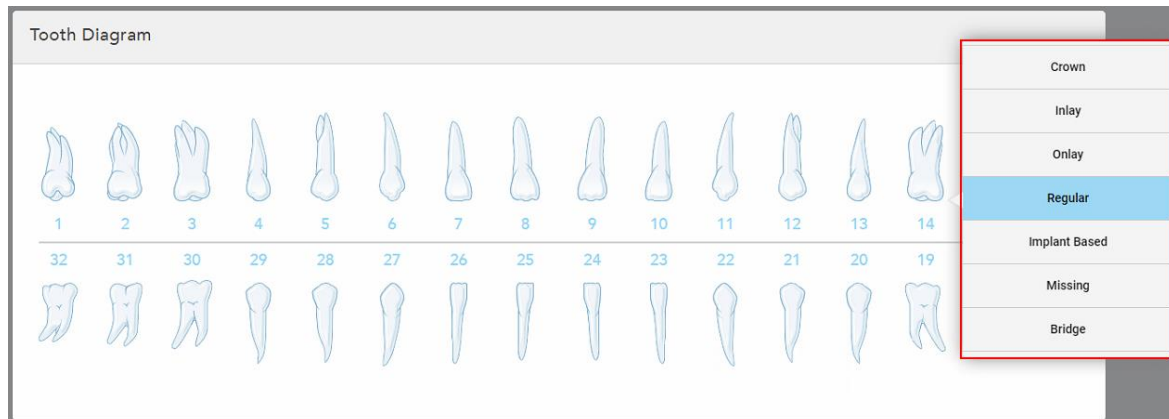 Tooth Diagram
1 2 3 4 5 6 7 8 9 10 11 12 13 14
32 31 30 29 28 27 26 25 24 23 22 21 20 19
Crown
Inlay
Onlay
Regular
Implant Based
Missing
Bridge